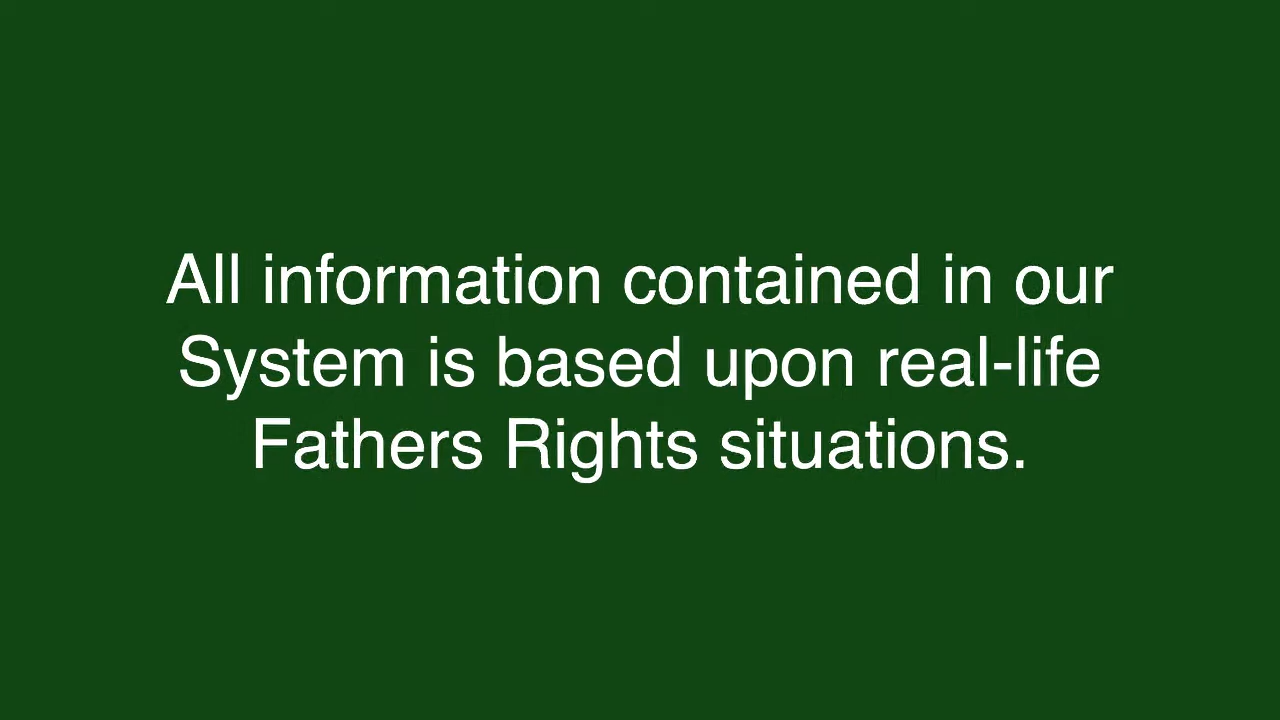 All information contained in our
System is based upon real-life
Fathers Rights situations.